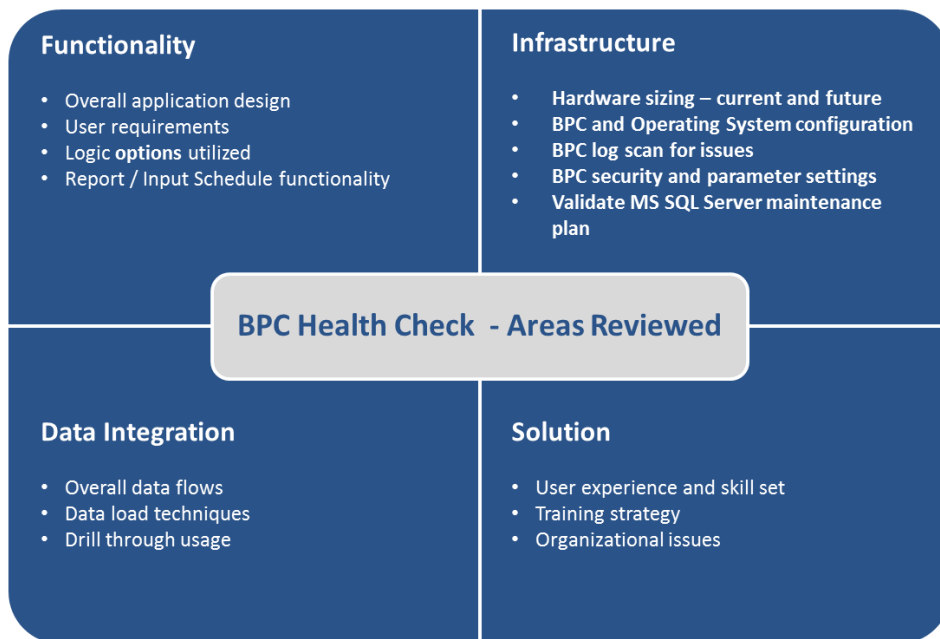 Functionality
• Overall application design
• User requirements
• Logic options utilized
• Report / Input Schedule functionality
Infrastructure
• Hardware sizing – current and future
• BPC and Operating System configuration
• BPC log scan for issues
• BPC security and parameter settings
• Validate MS SQL Server maintenance
plan
BPC Health Check - Areas Reviewed
Data Integration
• Overall data flows
• Data load techniques
• Drill through usage
Solution
• User experience and skill set
• Training strategy
• Organizational issues